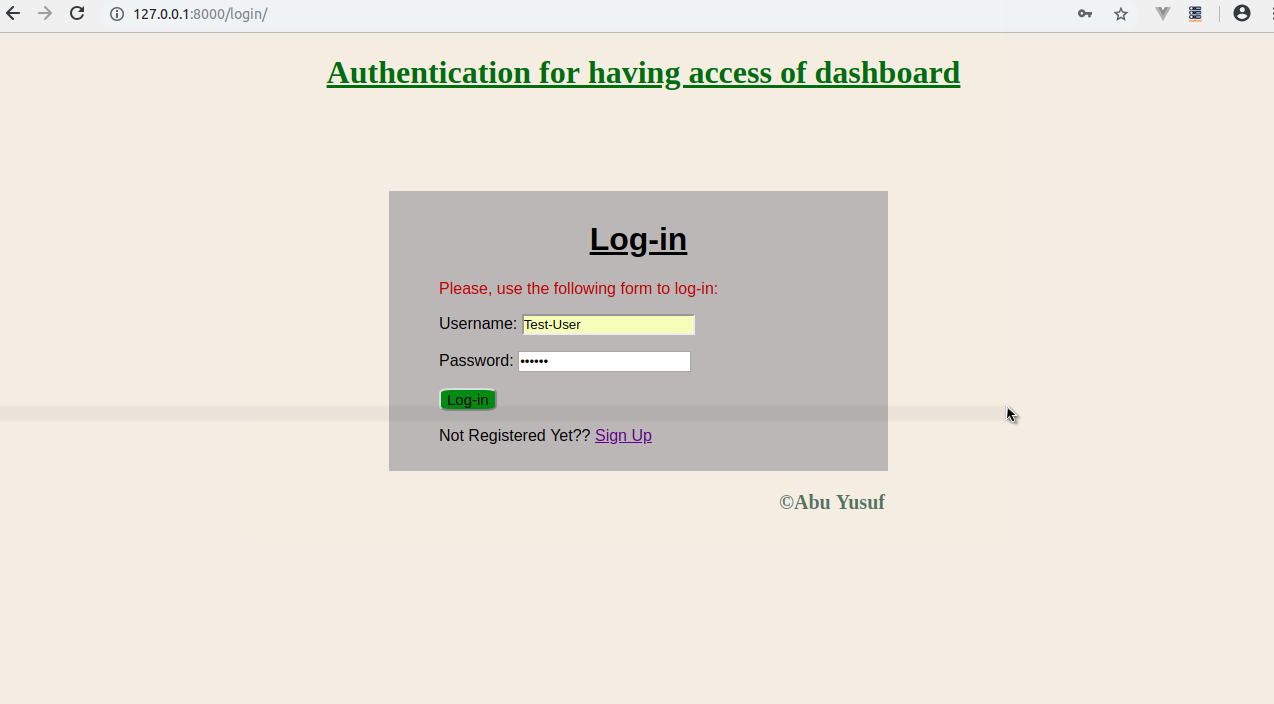 127.0.0.1:8000/login/
Authentication for having access of dashboard
Log-in
Please, use the following form to log-in:
Username: Test-User
Password: ••••••
Log-in
Not Registered Yet?? Sign Up
©Abu Yusuf